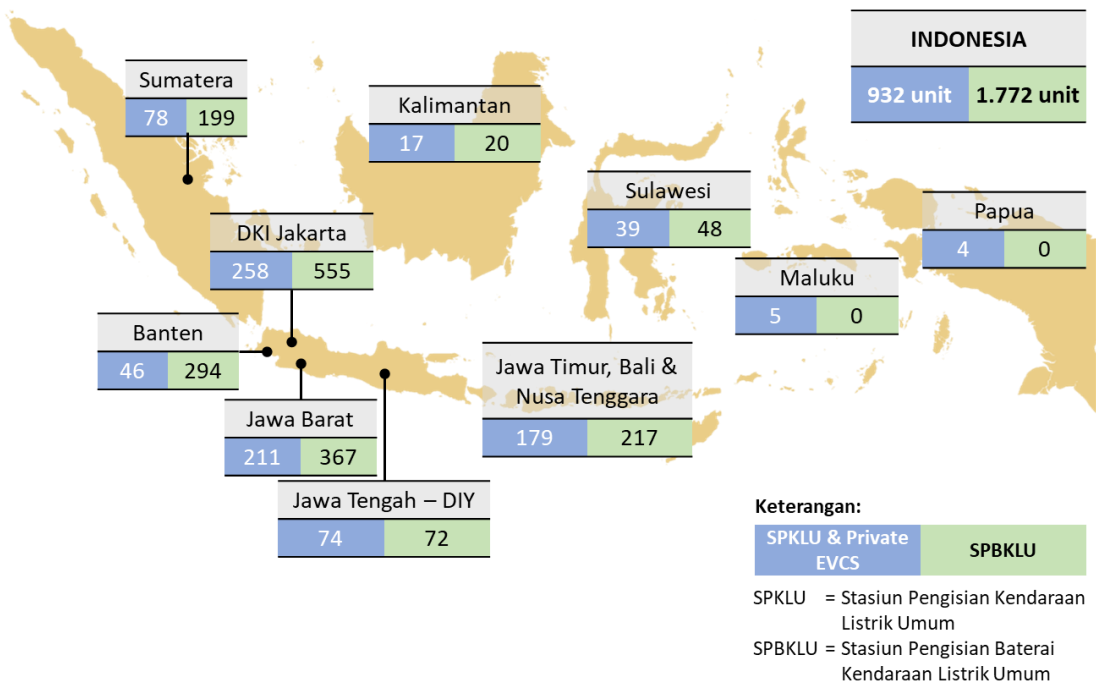 INDONESIA
932 unit 1.772 unit
Sumatera
78 199
Kalimantan
17 20
Sulawesi
39 48
Papua
4 0
DKI Jakarta
258 555
Maluku
5 0
Banten
46 294
Jawa Timur, Bali &
Nusa Tenggara
179 217
Jawa Barat
211 367
Jawa Tengah – DIY
74 72
Keterangan:
SPKLU & Private
EVCS
SPBKLU
SPKLU = Stasiun Pengisian Kendaraan
Listrik Umum
SPBKLU = Stasiun Pengisian Baterai
Kendaraan Listrik Umum